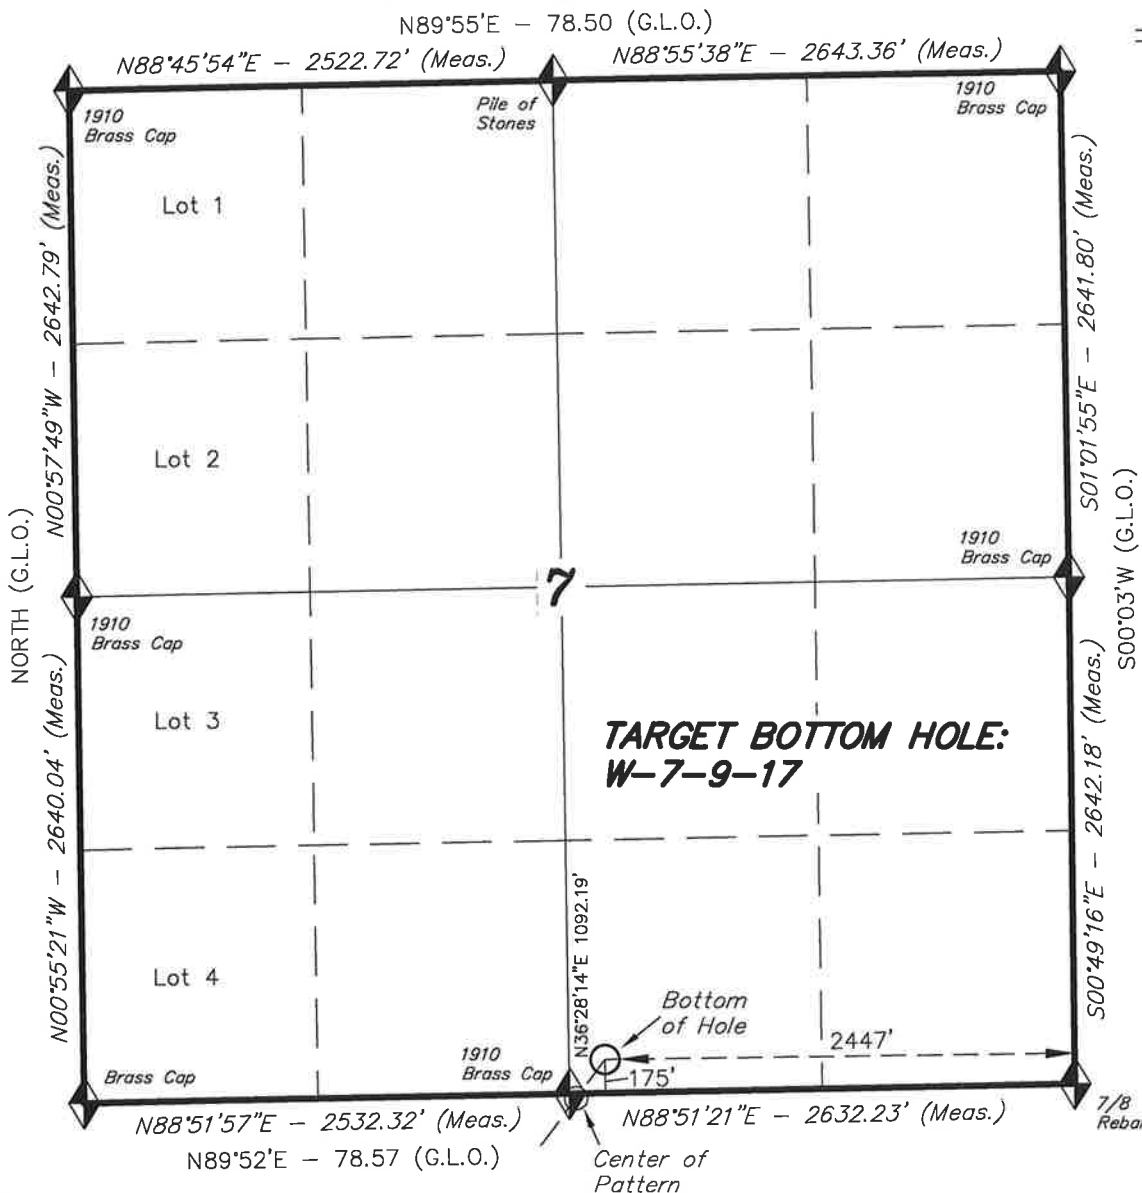 N89°55'E – 78.50 (G.L.O.)
N88°45'54"E – 2522.72' (Meas.)
N88°55'38"E – 2643.36' (Meas.)
1910
Brass Cap
Pile of
Stones
1910
Brass Cap
Lot 1
N00°57'49"W – 2642.79' (Meas.)
S01°01'55"E – 2641.80' (Meas.)
Lot 2
NORTH (G.L.O.)
S00°03'W (G.L.O.)
1910
Brass Cap
7
1910
Brass Cap
Lot 3
TARGET BOTTOM HOLE:
W–7–9–17
N00°55'21"W – 2640.04' (Meas.)
S00°49'16"E – 2642.18' (Meas.)
N36°28'14"E 1092.19'
Lot 4
Bottom
of Hole
2447'
175'
Brass Cap
1910
Brass Cap
N88°51'57"E – 2532.32' (Meas.)
N88°51'21"E – 2632.23' (Meas.)
7/8
Rebar
N89°52'E – 78.57 (G.L.O.)
Center of
Pattern